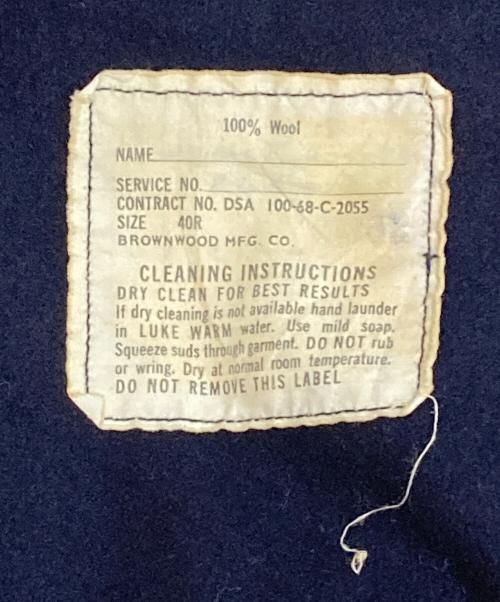 100% Wool
NAME
SERVICE NO.
CONTRACT NO. DSA 100-68-C-2055
SIZE 40R
BROWNWOOD MFG. CO.
CLEANING INSTRUCTIONS
DRY CLEAN FOR BEST RESULTS
If dry cleaning is not available hand launder
in LUKE WARM water. Use mild soap.
Squeeze suds through garment. DO NOT rub
or wring. Dry at normal room temperature.
DO NOT REMOVE THIS LABEL